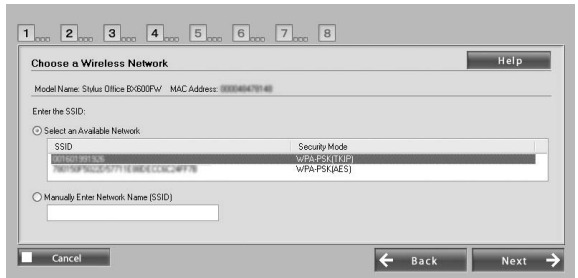 1 2 3 4 5 6 7 8
Choose a Wireless Network
Help
Model Name: Stylus Office BX600FW MAC Address:
Enter the SSID:
Select an Available Network
SSID Security Mode
WPA-PSK(TKIP)
WPA-PSK(AES)
Manually Enter Network Name (SSID)
Cancel
Back
Next